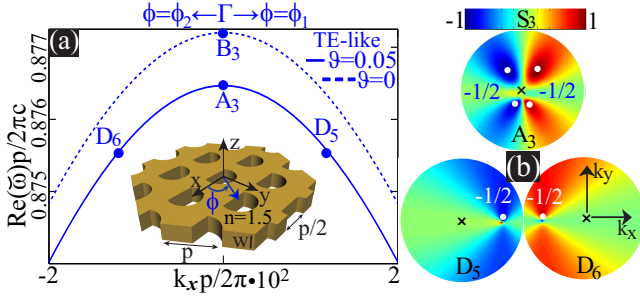 ϕ=ϕ₂←Γ→ϕ=ϕ₁
(a)
B₃
TE-like
ϑ=0.05
ϑ=0
A₃
D₆
D₅
0.877
0.876
0.875
Re(ω̃)p/2πc
z
x
y
ϕ
n=1.5
p
wl
p/2
-2
0
2
kₓp/2π•10²
-1 S₃ 1
-1/2 -1/2
A₃
(b)
-1/2 -1/2
k_y
kₓ
D₅
D₆